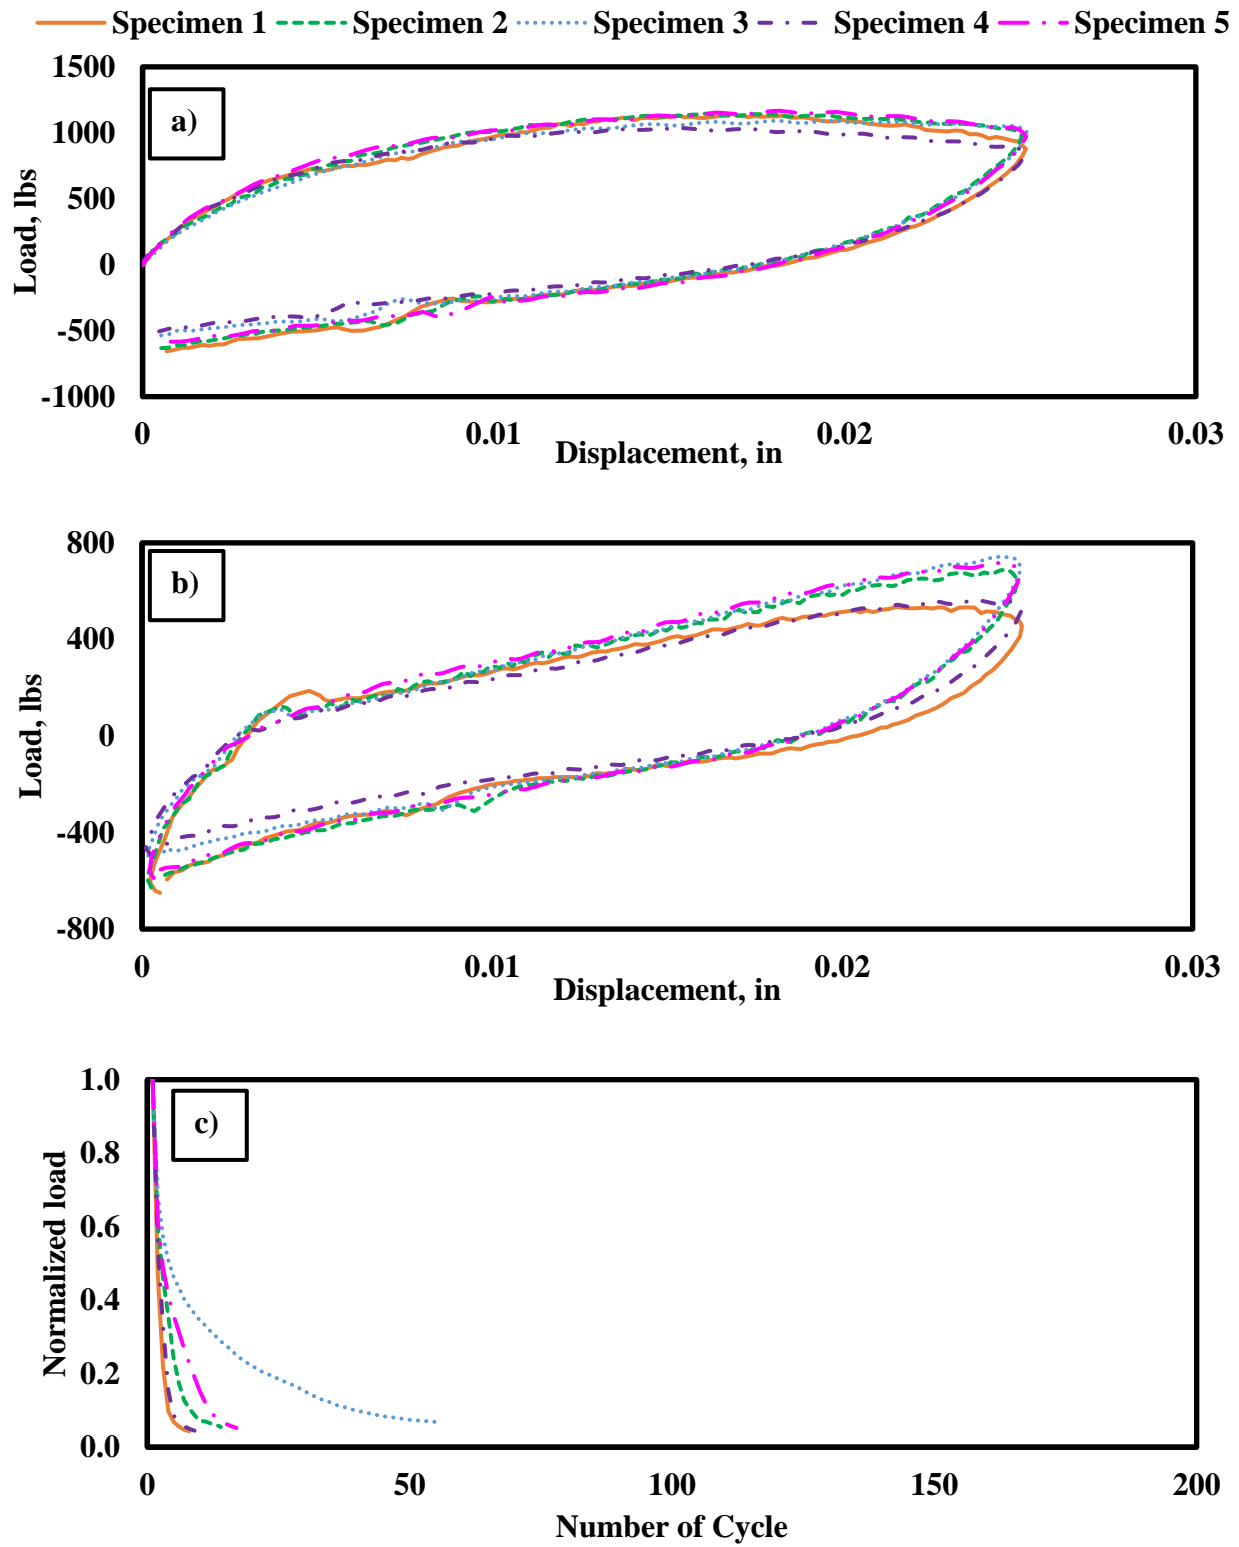 Specimen 1 Specimen 2 Specimen 3 Specimen 4 Specimen 5
1500
a)
1000
500
0
-500
-1000
Load, lbs
0 0.01 0.02 0.03
Displacement, in
800
b)
400
0
-400
-800
Load, lbs
0 0.01 0.02 0.03
Displacement, in
1.0
c)
0.8
0.6
0.4
0.2
0.0
Normalized load
0 50 100 150 200
Number of Cycle